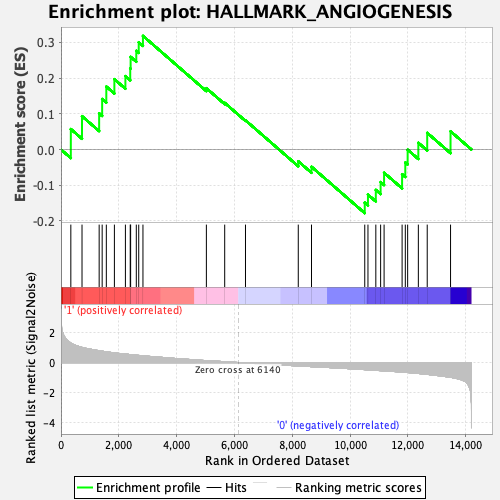 Enrichment plot: HALLMARK_ANGIOGENESIS
Enrichment score (ES)
0.3
0.2
0.1
0.0
-0.1
-0.2
'1' (positively correlated)
'0' (negatively correlated)
Zero cross at 6140
Ranked list metric (Signal2Noise)
2
0
-2
-4
0
2,000
4,000
6,000
8,000
10,000
12,000
14,000
Rank in Ordered Dataset
Enrichment profile
Hits
Ranking metric scores